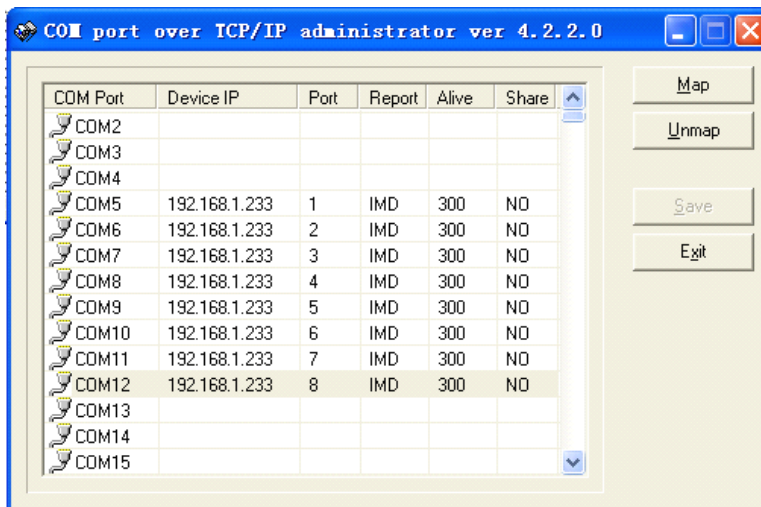 COM port over TCP/IP administrator ver 4.2.2.0
COM Port Device IP Port Report Alive Share
COM2
COM3
COM4
COM5 192.168.1.233 1 IMD 300 NO
COM6 192.168.1.233 2 IMD 300 NO
COM7 192.168.1.233 3 IMD 300 NO
COM8 192.168.1.233 4 IMD 300 NO
COM9 192.168.1.233 5 IMD 300 NO
COM10 192.168.1.233 6 IMD 300 NO
COM11 192.168.1.233 7 IMD 300 NO
COM12 192.168.1.233 8 IMD 300 NO
COM13
COM14
COM15
Map
Unmap
Save
Exit